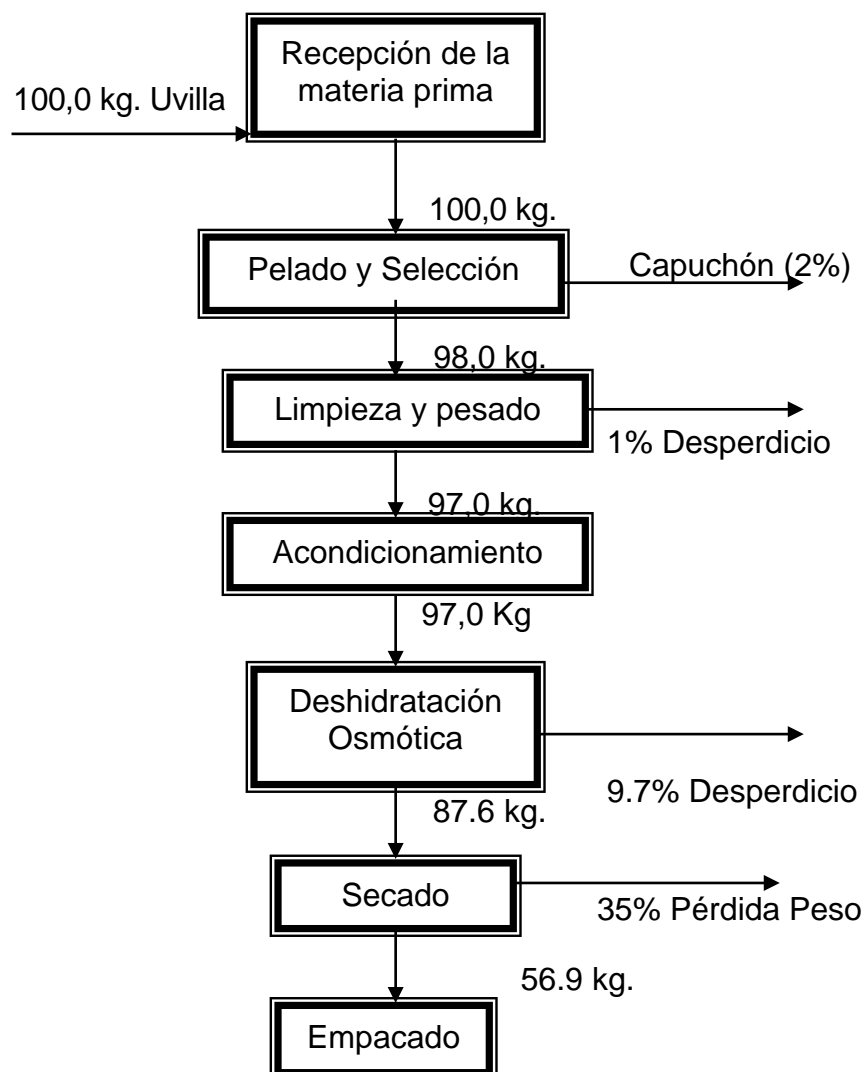 Recepción de la
materia prima
100,0 kg. Uvilla
100,0 kg.
Pelado y Selección
Capuchón (2%)
98,0 kg.
Limpieza y pesado
1% Desperdicio
97,0 kg.
Acondicionamiento
97,0 Kg
Deshidratación
Osmótica
9.7% Desperdicio
87.6 kg.
Secado
35% Pérdida Peso
56.9 kg.
Empacado